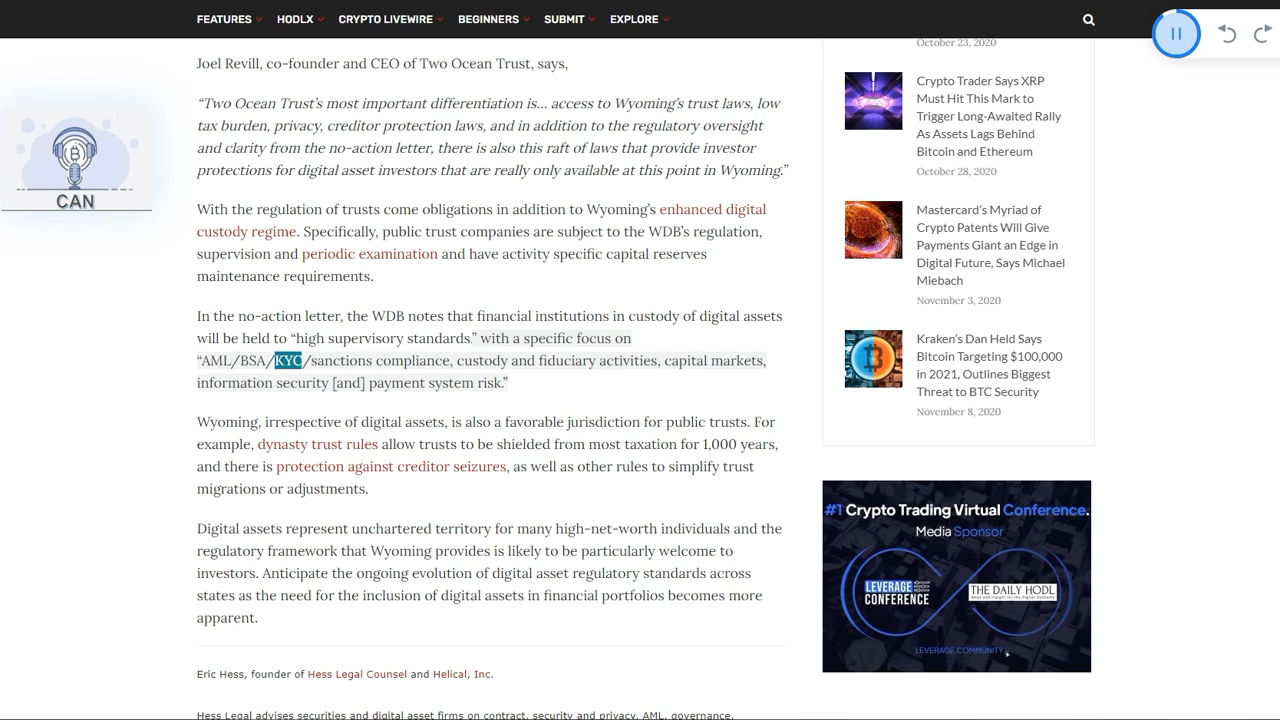 FEATURES HODLX CRYPTO LIVEWIRE BEGINNERS SUBMIT EXPLORE
CAN
Joel Revill, co-founder and CEO of Two Ocean Trust, says,
“Two Ocean Trust’s most important differentiation is… access to Wyoming’s trust laws, low
tax burden, privacy, creditor protection laws, and in addition to the regulatory oversight
and clarity from the no-action letter, there is also this raft of laws that provide investor
protections for digital asset investors that are really only available at this point in Wyoming.”
With the regulation of trusts come obligations in addition to Wyoming’s enhanced digital
custody regime. Specifically, public trust companies are subject to the WDB’s regulation,
supervision and periodic examination and have activity specific capital reserves
maintenance requirements.
In the no-action letter, the WDB notes that financial institutions in custody of digital assets
will be held to “high supervisory standards.” with a specific focus on
“AML/BSA/KYC/sanctions compliance, custody and fiduciary activities, capital markets,
information security [and] payment system risk.”
Wyoming, irrespective of digital assets, is also a favorable jurisdiction for public trusts. For
example, dynasty trust rules allow trusts to be shielded from most taxation for 1,000 years,
and there is protection against creditor seizures, as well as other rules to simplify trust
migrations or adjustments.
Digital assets represent unchartered territory for many high-net-worth individuals and the
regulatory framework that Wyoming provides is likely to be particularly welcome to
investors. Anticipate the ongoing evolution of digital asset regulatory standards across
states as the need for the inclusion of digital assets in financial portfolios becomes more
apparent.
Eric Hess, founder of Hess Legal Counsel and Helical, Inc.
Hess Legal advises securities and digital asset firms on contract, security and privacy, AML, governance,
October 23, 2020
Crypto Trader Says XRP
Must Hit This Mark to
Trigger Long-Awaited Rally
As Assets Lags Behind
Bitcoin and Ethereum
October 28, 2020
Mastercard’s Myriad of
Crypto Patents Will Give
Payments Giant an Edge in
Digital Future, Says Michael
Miebach
November 3, 2020
Kraken’s Dan Held Says
Bitcoin Targeting $100,000
in 2021, Outlines Biggest
Threat to BTC Security
November 8, 2020
#1 Crypto Trading Virtual Conference.
Media Sponsor
LEVERAGE
CONFERENCE
THE DAILY HODL
LEVERAGE.COMMUNITY